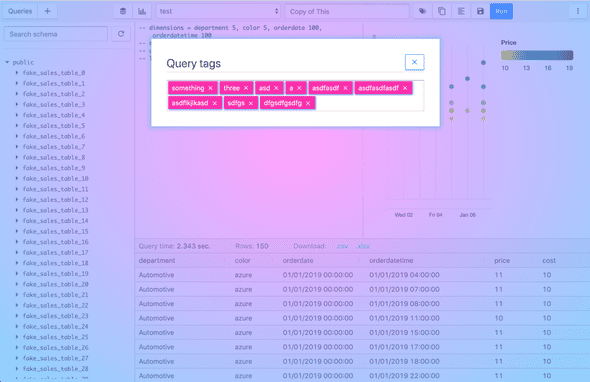 Queries
test
Copy of This
Run
Search schema
public
fake_sales_table_0
fake_sales_table_1
fake_sales_table_2
fake_sales_table_3
fake_sales_table_4
fake_sales_table_5
fake_sales_table_6
fake_sales_table_7
fake_sales_table_8
fake_sales_table_9
fake_sales_table_10
fake_sales_table_11
fake_sales_table_12
fake_sales_table_13
fake_sales_table_14
fake_sales_table_15
fake_sales_table_16
fake_sales_table_17
fake_sales_table_18
fake_sales_table_19
fake_sales_table_20
fake_sales_table_21
fake_sales_table_22
fake_sales_table_23
fake_sales_table_24
fake_sales_table_25
fake_sales_table_26
fake_sales_table_27
fake_sales_table_28
-- dimensions = department 5, color 5, orderdate 100,
orderdatetime 100
Query tags
something × three × asd × a × asdfasdf × asdfasdfasdf ×
asdflkjlkasd × sdfgs × dfgsdfgsdfg ×
Price
10 13 16 19
Wed 02 Fri 04 Jan 06
Query time: 2.343 sec. Rows: 150 Download: .csv .xlsx
department color orderdate orderdatetime price cost
Automotive azure 01/01/2019 00:00:00 01/01/2019 04:00:00 11 10
Automotive azure 01/01/2019 00:00:00 01/01/2019 07:00:00 11 10
Automotive azure 01/01/2019 00:00:00 01/01/2019 08:00:00 11 10
Automotive azure 01/01/2019 00:00:00 01/01/2019 11:00:00 10 10
Automotive azure 01/01/2019 00:00:00 01/01/2019 15:00:00 11 10
Automotive azure 01/01/2019 00:00:00 01/01/2019 17:00:00 11 10
Automotive azure 01/01/2019 00:00:00 01/01/2019 18:00:00 11 10
Automotive azure 01/01/2019 00:00:00 01/01/2019 22:00:00 11 10